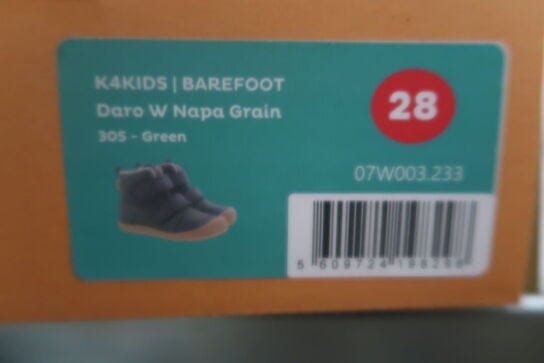 K4KIDS | BAREFOOT
Daro W Napa Grain
305 - Green
28
07W003.233